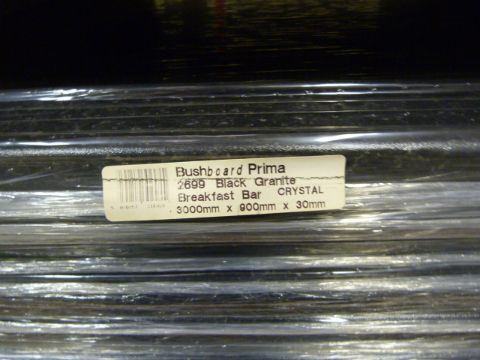 Bushboard Prima
2699 Black Granite
Breakfast Bar CRYSTAL
3000mm x 900mm x 30mm